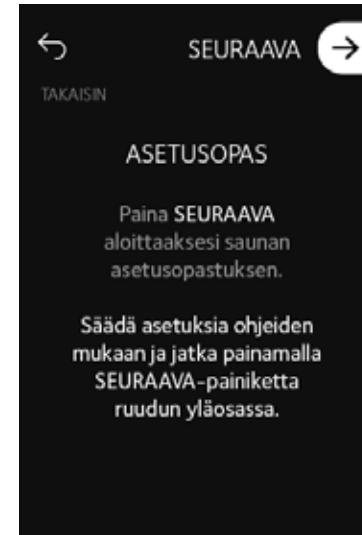 SEURAAVA
TAKAISIN
ASETUSOPAS
Paina SEURAAVA
aloittaaksesi saunan
asetusopastuksen.
Säädä asetuksia ohjeiden
mukaan ja jatka painamalla
SEURAAVA-painiketta
ruudun yläosassa.